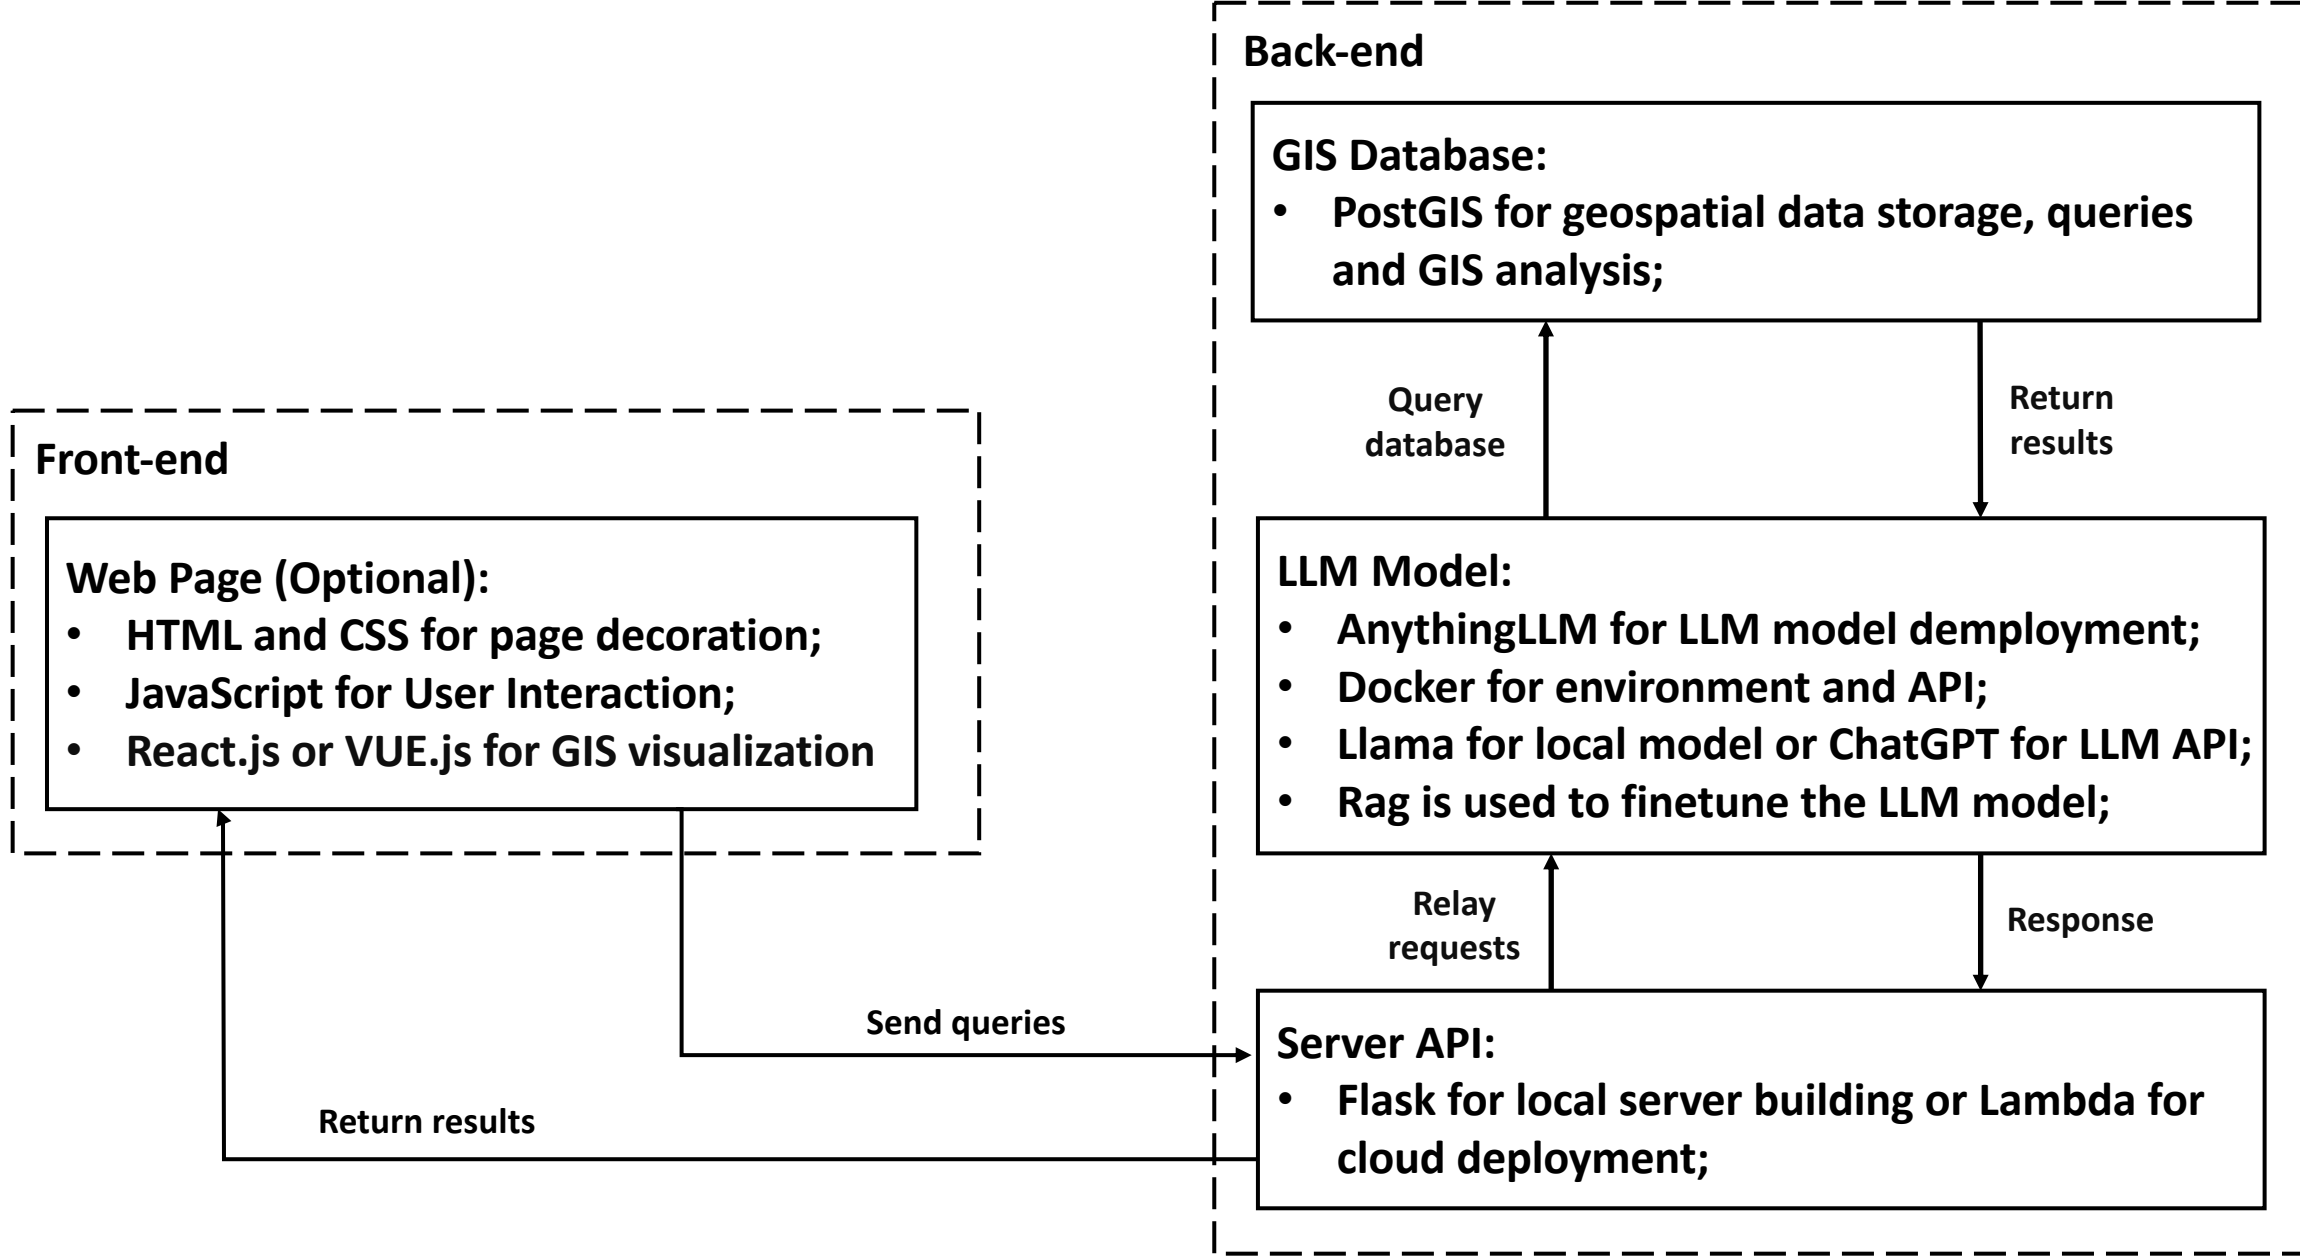 Back-end
GIS Database:
• PostGIS for geospatial data storage, queries
and GIS analysis;
Query
database
Return
results
Front-end
Web Page (Optional):
• HTML and CSS for page decoration;
• JavaScript for User Interaction;
• React.js or VUE.js for GIS visualization
LLM Model:
• AnythingLLM for LLM model demployment;
• Docker for environment and API;
• Llama for local model or ChatGPT for LLM API;
• Rag is used to finetune the LLM model;
Relay
requests
Response
Send queries
Return results
Server API:
• Flask for local server building or Lambda for
cloud deployment;